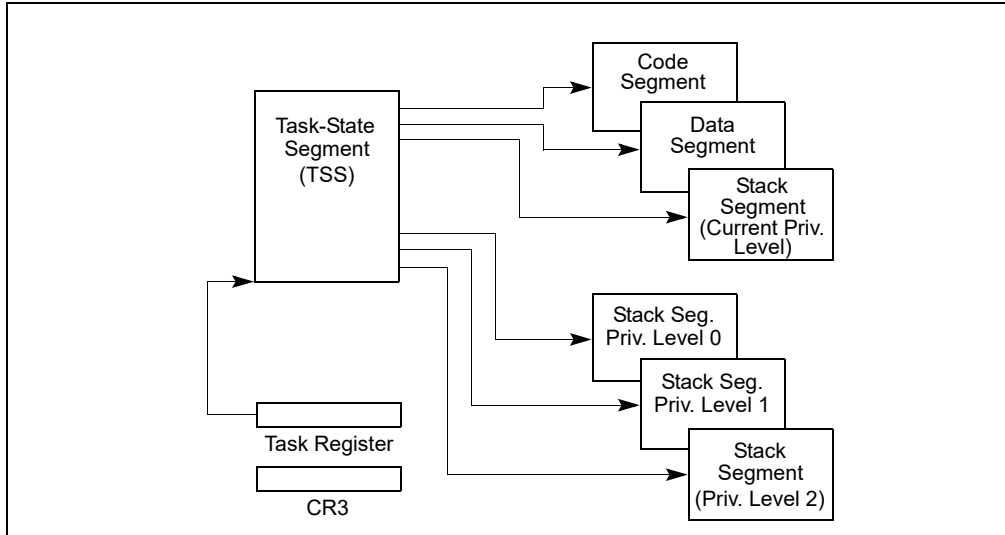 Task-State
Segment
(TSS)
Task Register
CR3
Code
Segment
Data
Segment
Stack
Segment
(Current Priv.
Level)
Stack Seg.
Priv. Level 0
Stack Seg.
Priv. Level 1
Stack
Segment
(Priv. Level 2)